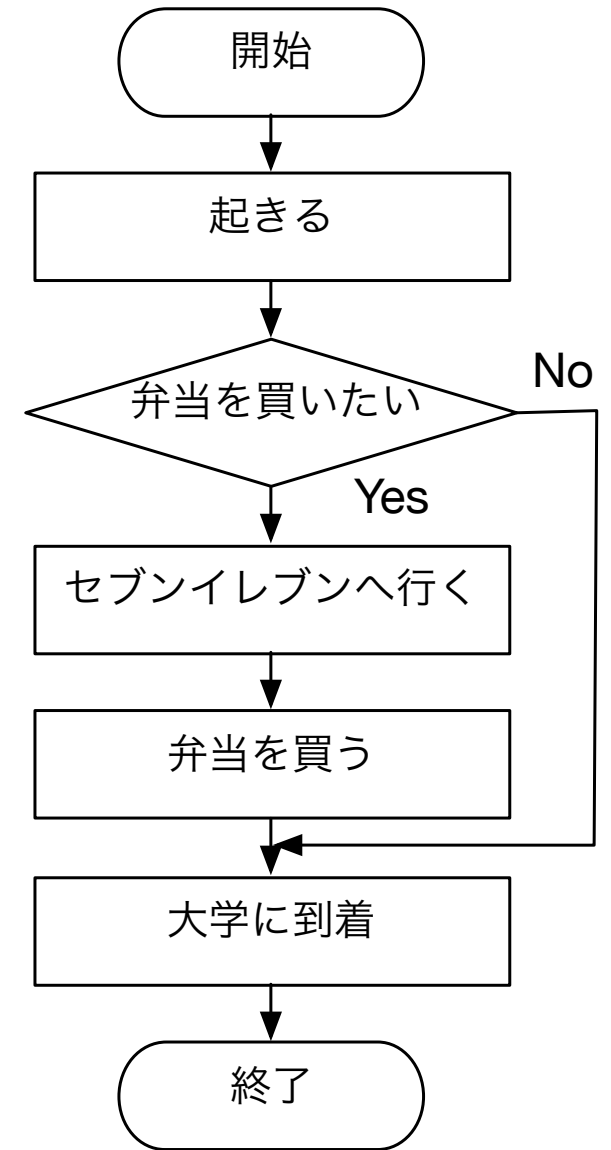 開始
起きる
弁当を買いたい
No
Yes
セブンイレブンへ行く
弁当を買う
大学に到着
終了